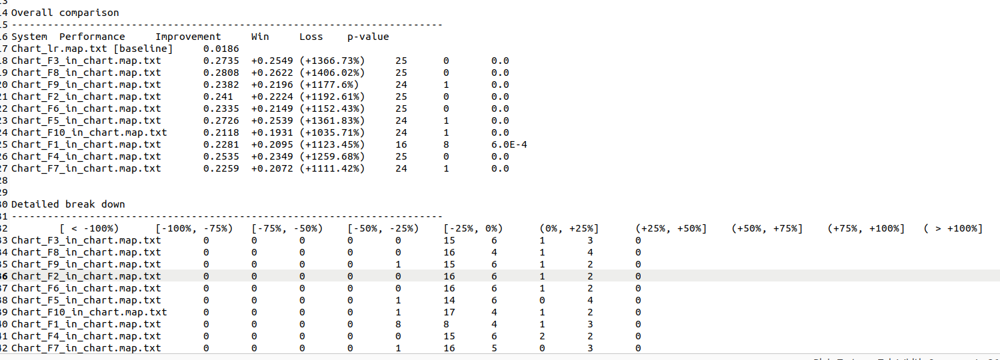 14 Overall comparison
15 ------------------------------------------------------------------------
16 System  Performance     Improvement     Win     Loss    p-value
17 Chart_lr.map.txt [baseline]     0.0186
18 Chart_F3_in_chart.map.txt       0.2735  +0.2549 (+1366.73%)     25      0       0.0
19 Chart_F8_in_chart.map.txt       0.2808  +0.2622 (+1406.02%)     25      0       0.0
20 Chart_F9_in_chart.map.txt       0.2382  +0.2196 (+1177.6%)      24      1       0.0
21 Chart_F2_in_chart.map.txt       0.241   +0.2224 (+1192.61%)     25      0       0.0
22 Chart_F6_in_chart.map.txt       0.2335  +0.2149 (+1152.43%)     25      0       0.0
23 Chart_F5_in_chart.map.txt       0.2726  +0.2539 (+1361.83%)     24      1       0.0
24 Chart_F10_in_chart.map.txt      0.2118  +0.1931 (+1035.71%)     24      1       0.0
25 Chart_F1_in_chart.map.txt       0.2281  +0.2095 (+1123.45%)     16      8       6.0E-4
26 Chart_F4_in_chart.map.txt       0.2535  +0.2349 (+1259.68%)     25      0       0.0
27 Chart_F7_in_chart.map.txt       0.2259  +0.2072 (+1111.42%)     24      1       0.0
28
29
30 Detailed break down
31 ------------------------------------------------------------------------
32         [ < -100%)      [-100%, -75%)   [-75%, -50%)    [-50%, -25%)    [-25%, 0%)      (0%, +25%]      (+25%, +50%]    (+50%, +75%]    (+75%, +100%]   ( > +100%]
33 Chart_F3_in_chart.map.txt       0       0       0       0       15      6       1       3       0
34 Chart_F8_in_chart.map.txt       0       0       0       0       16      4       1       4       0
35 Chart_F9_in_chart.map.txt       0       0       0       1       15      6       1       2       0
36 Chart_F2_in_chart.map.txt       0       0       0       0       16      6       1       2       0
37 Chart_F6_in_chart.map.txt       0       0       0       0       16      6       1       2       0
38 Chart_F5_in_chart.map.txt       0       0       0       1       14      6       0       4       0
39 Chart_F10_in_chart.map.txt      0       0       0       1       17      4       1       2       0
40 Chart_F1_in_chart.map.txt       0       0       0       8       8       4       1       3       0
41 Chart_F4_in_chart.map.txt       0       0       0       0       15      6       2       2       0
42 Chart_F7_in_chart.map.txt       0       0       0       1       16      5       0       3       0